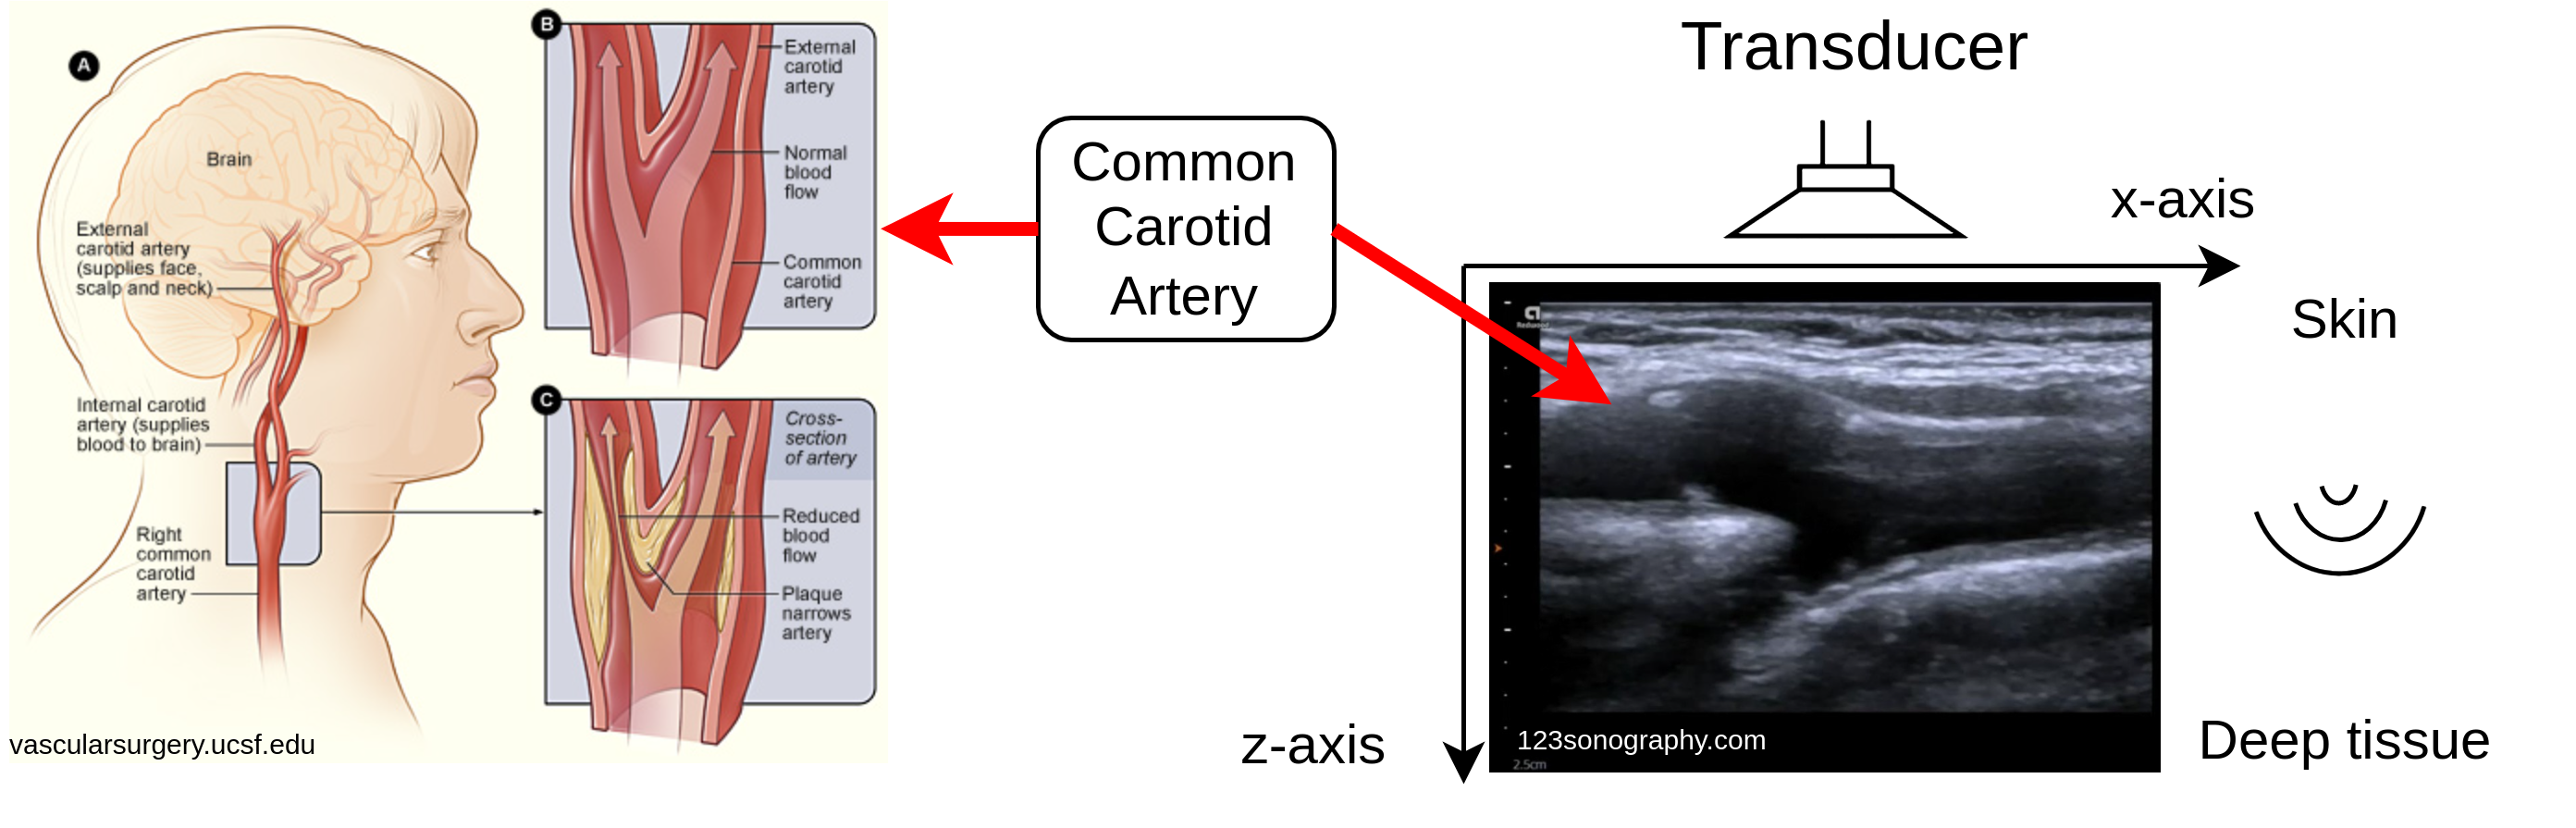 A
Brain
External
carotid artery
(supplies face,
scalp and neck)
Internal carotid
artery (supplies
blood to brain)
Right
common
carotid
artery
vascularsurgery.ucsf.edu
B
External
carotid
artery
Normal
blood
flow
Common
carotid
artery
C
Cross-
section
of artery
Reduced
blood
flow
Plaque
narrows
artery
Common
Carotid
Artery
Transducer
x-axis
Skin
z-axis
Deep tissue
123sonography.com
2.5cm